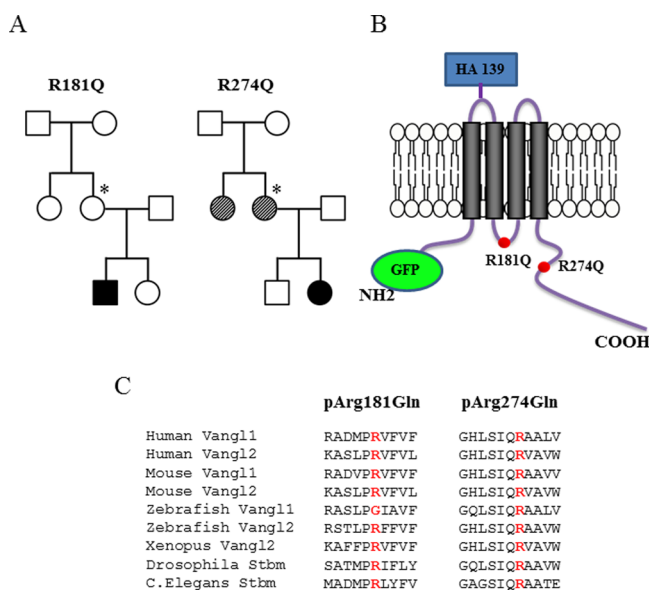 A
B
R181Q
R274Q
*
*
HA 139
GFP
NH2
R181Q
R274Q
COOH
C
pArg181Gln pArg274Gln
Human Vangl1 RADMPRVFVF GHLSIQRAALV
Human Vangl2 KASLPRVFVL GHLSIQRVAVW
Mouse Vangl1 RADVPRVFVF GHLSIQRAAVV
Mouse Vangl2 KASLPRVFVL GHLSIQRVAVW
Zebrafish Vangl1 RASLPGIAVF GQLSIQRAALV
Zebrafish Vangl2 RSTLPRFFVF GHLSIQRVAVW
Xenopus Vangl2 KAFFPRVFVF GHLSIQRVAVW
Drosophila Stbm SATMPRIFLY GQLSIQRAAVW
C.Elegans Stbm MADMPRLYFV GAGSIQRAATE